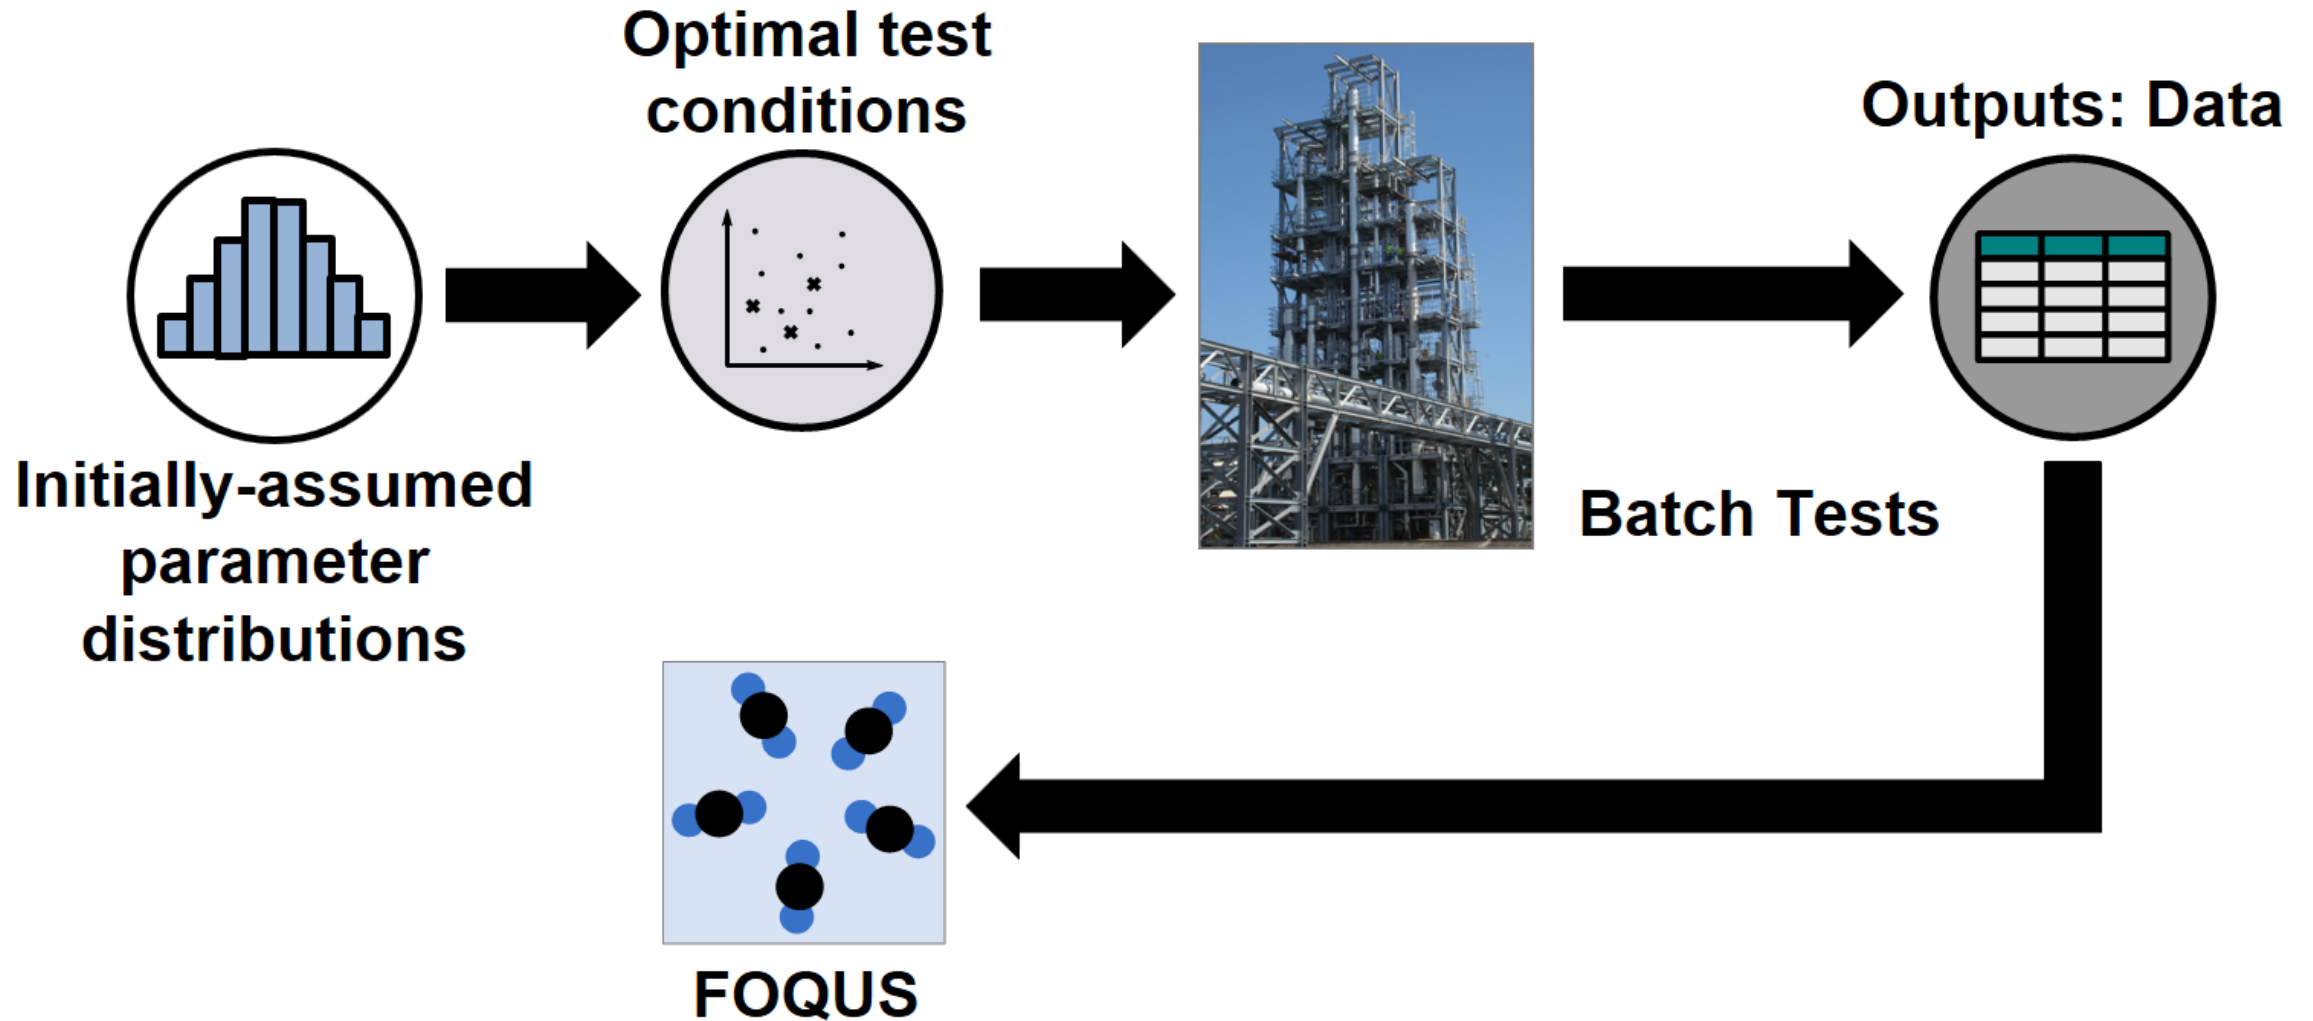 Optimal test
conditions
Outputs: Data
Initially-assumed
parameter
distributions
Batch Tests
FOQUS